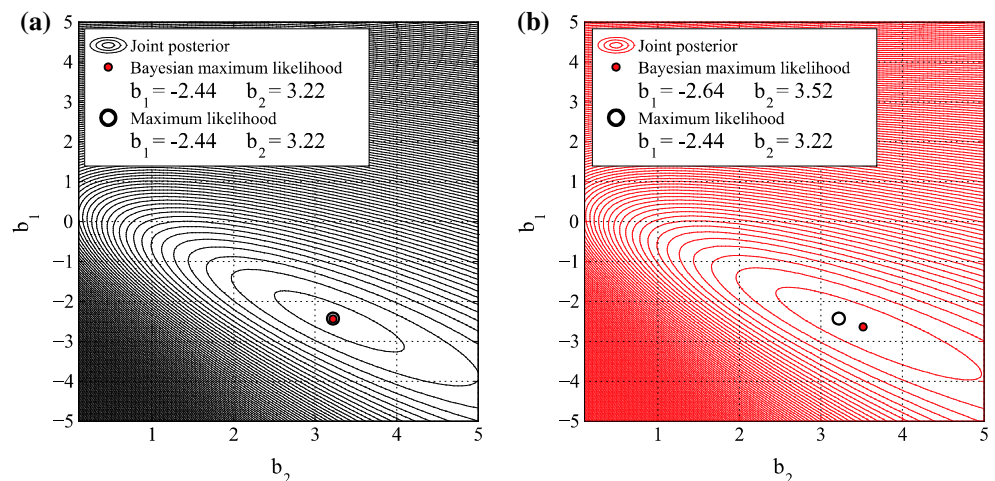 (a)
Joint posterior
Bayesian maximum likelihood
b1 = -2.44 b2 = 3.22
Maximum likelihood
b1 = -2.44 b2 = 3.22
5
4
3
2
1
0
−1
−2
−3
−4
−5
b1
1 2 3 4 5
b2
(b)
Joint posterior
Bayesian maximum likelihood
b1 = -2.64 b2 = 3.52
Maximum likelihood
b1 = -2.44 b2 = 3.22
5
4
3
2
1
0
−1
−2
−3
−4
−5
b1
1 2 3 4 5
b2